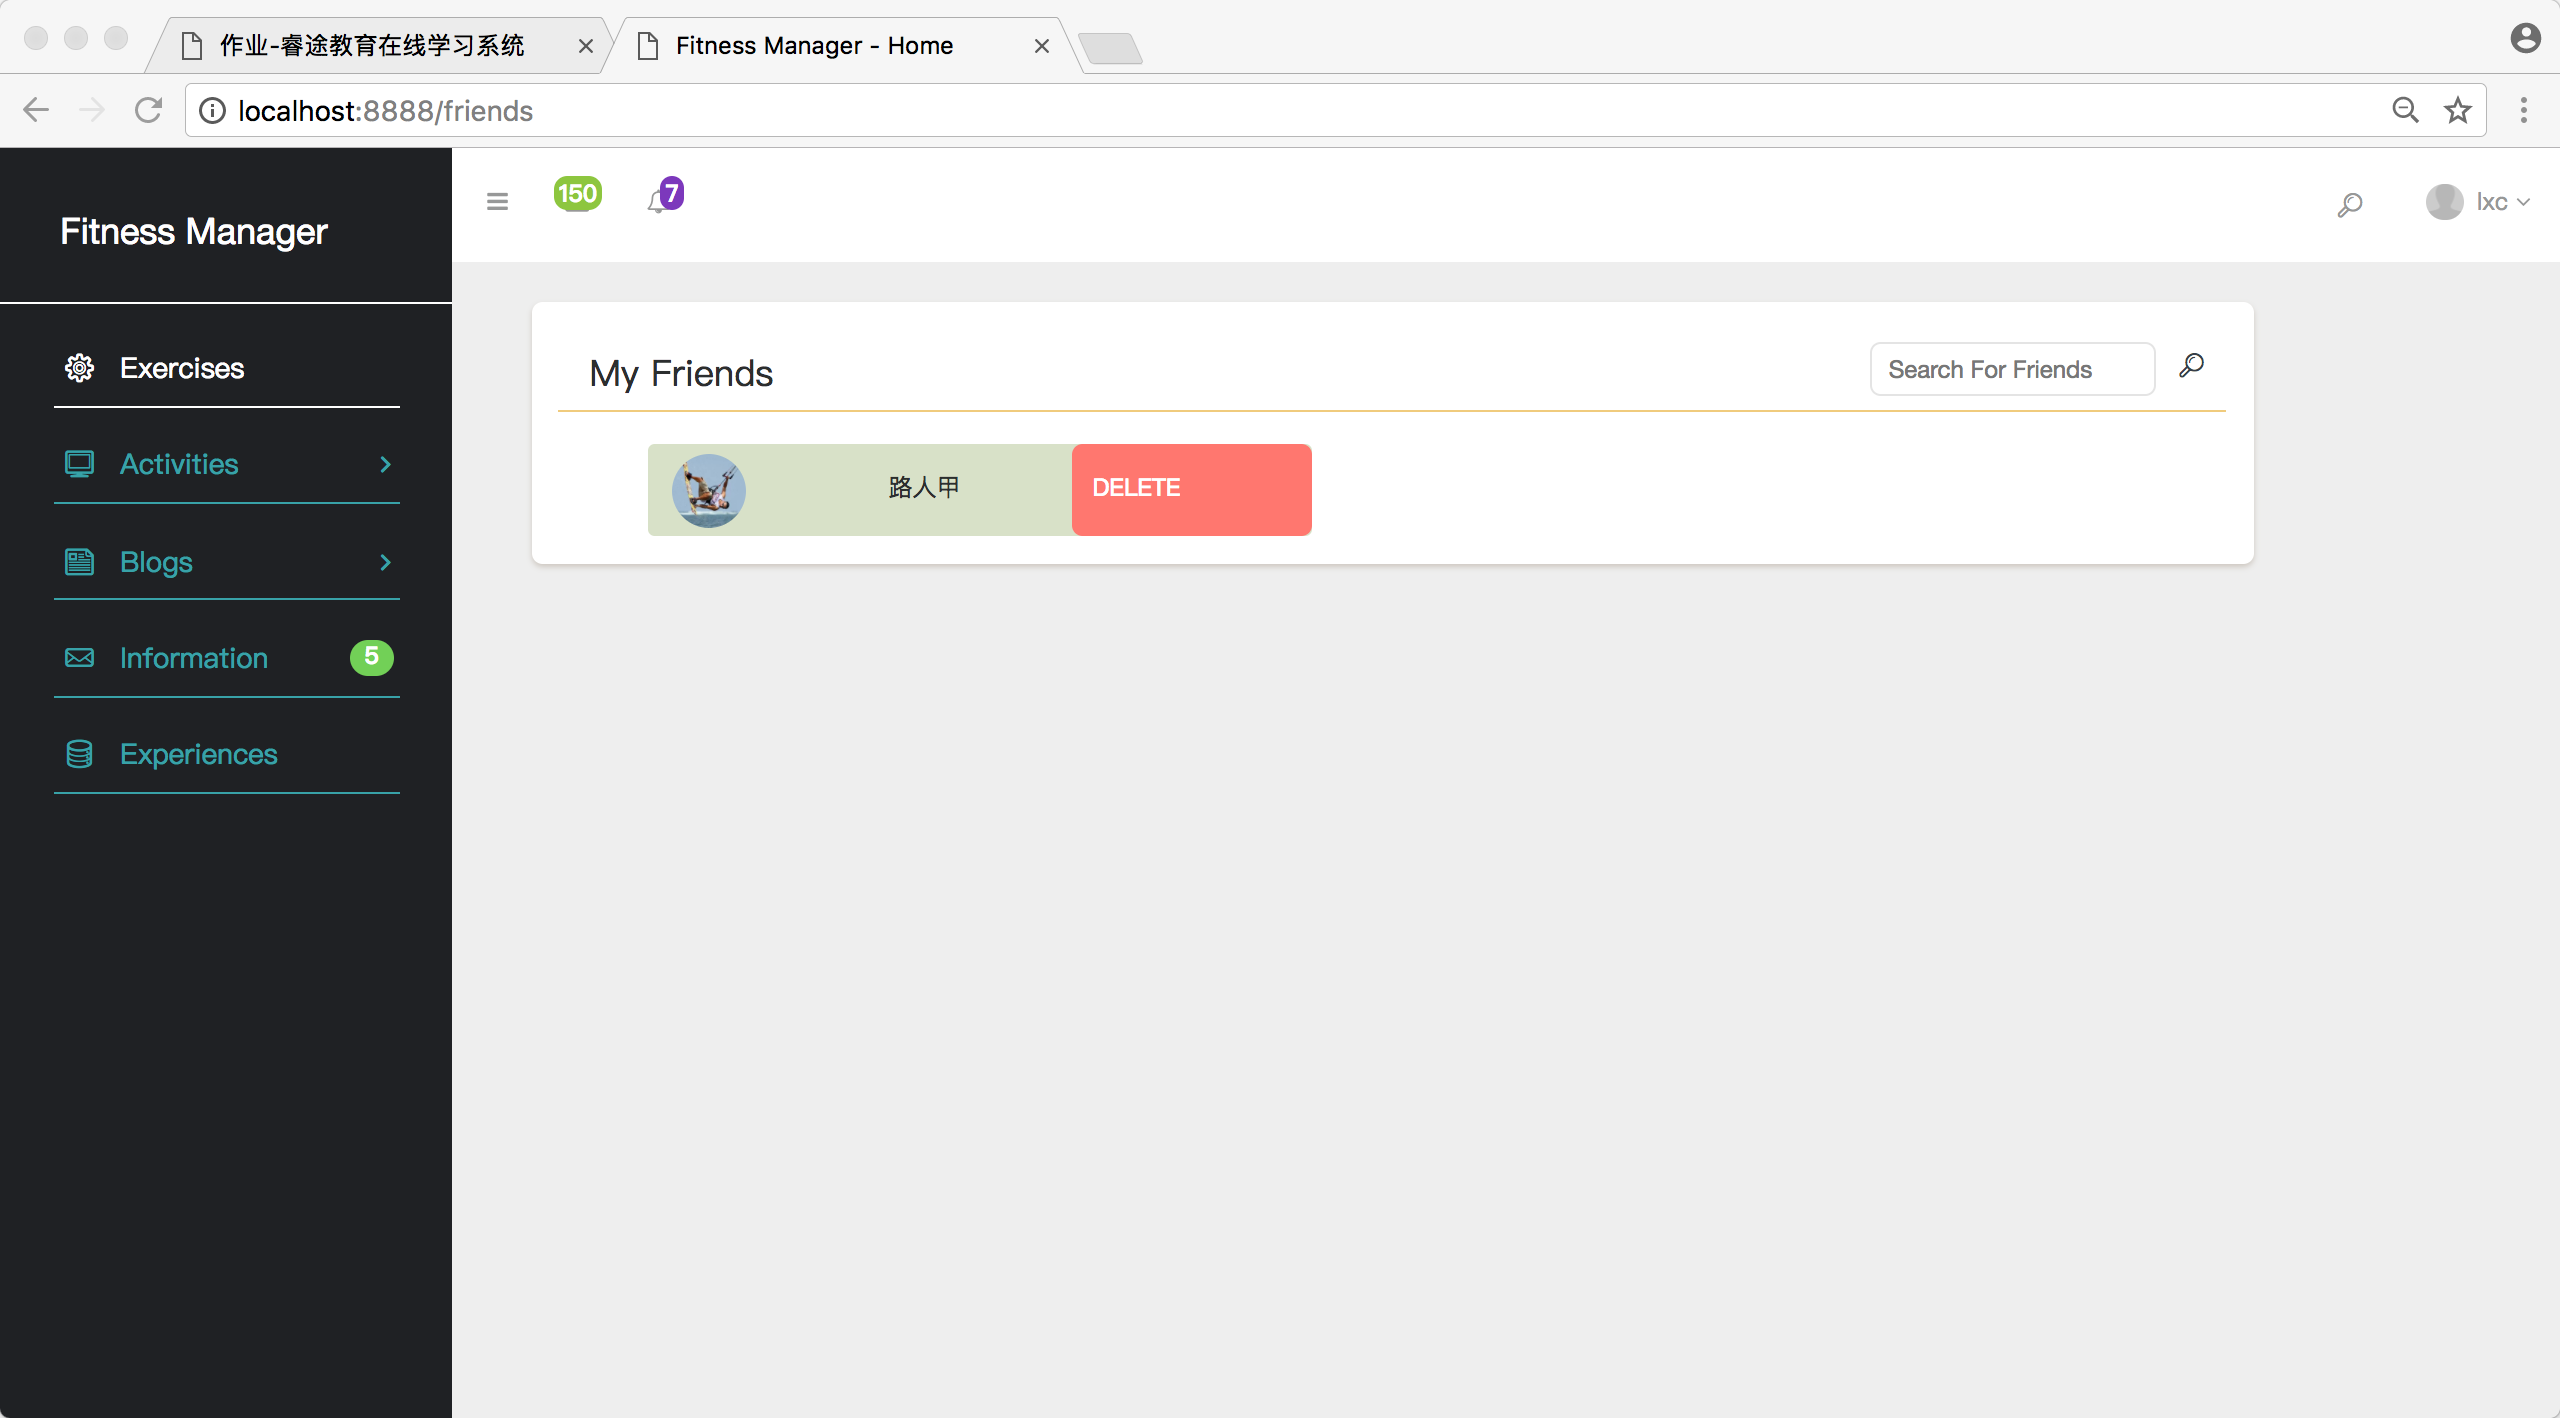 作业-睿途教育在线学习系统
Fitness Manager - Home
localhost:8888/friends
Fitness Manager
150
7
lxc
Exercises
Activities
Blogs
Information
5
Experiences
My Friends
Search For Friends
路人甲
DELETE